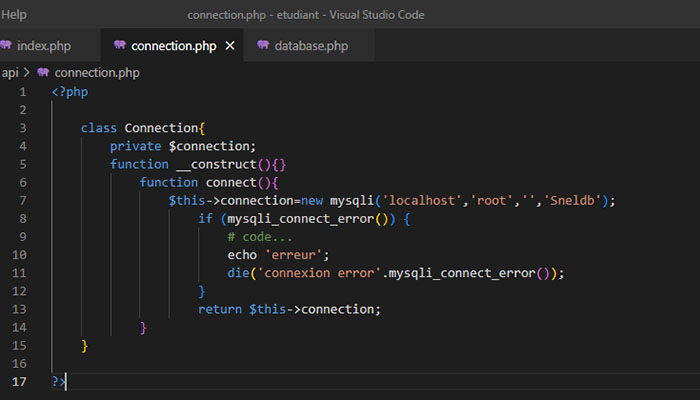 Help connection.php - etudiant - Visual Studio Code
index.php connection.php × database.php
api > connection.php
1 <?php
2
3 class Connection{
4 private $connection;
5 function __construct(){}
6 function connect(){
7 $this->connection=new mysqli('localhost','root','','Sneldb');
8 if (mysqli_connect_error()) {
9 # code...
10 echo 'erreur';
11 die('connexion error'.mysqli_connect_error());
12 }
13 return $this->connection;
14 }
15 }
16
17 ?>